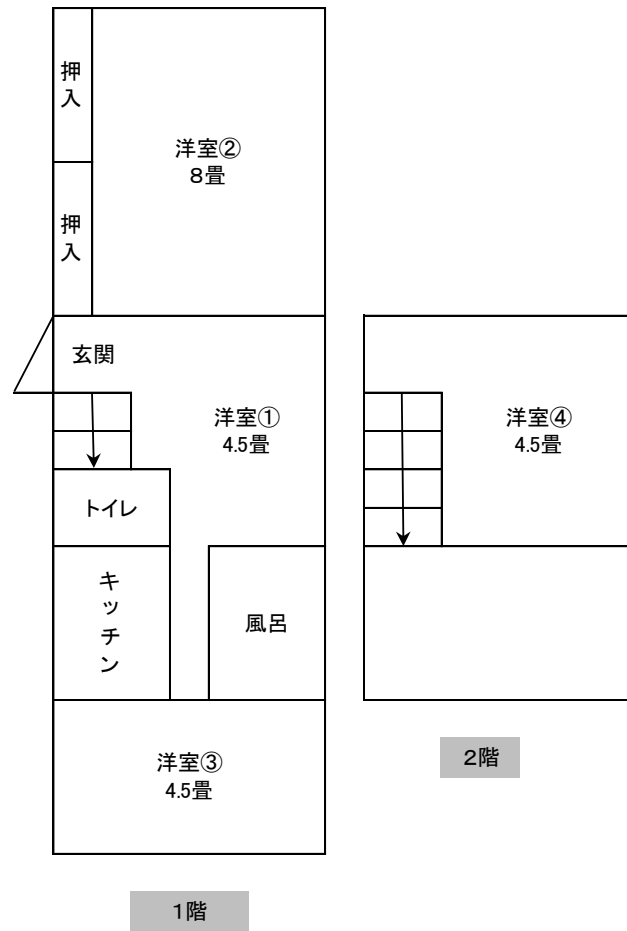 押入
洋室②
8畳
押入
玄関
洋室①
4.5畳
トイレ
キッチン
風呂
洋室③
4.5畳
1階
洋室④
4.5畳
2階